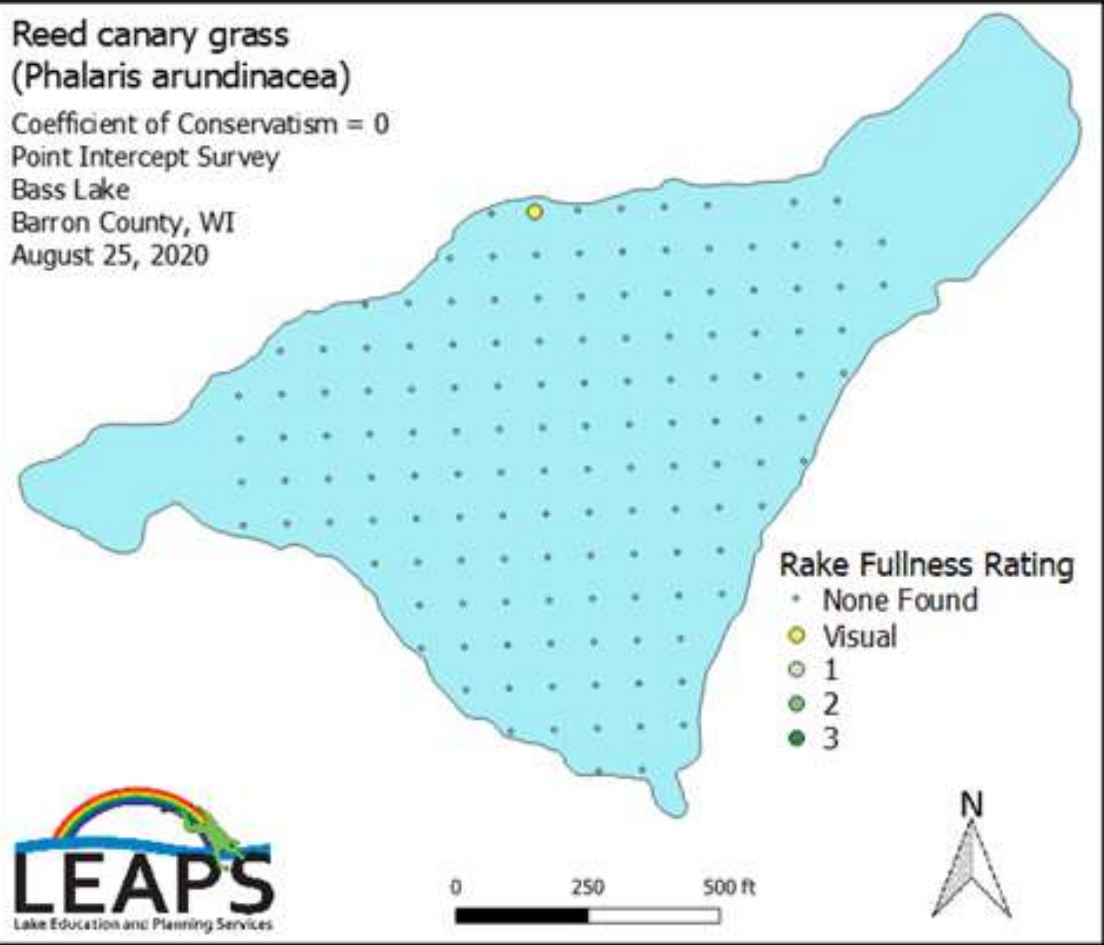 Reed canary grass
(Phalaris arundinacea)
Coefficient of Conservatism = 0
Point Intercept Survey
Bass Lake
Barron County, WI
August 25, 2020
Rake Fullness Rating
None Found
Visual
1
2
3
LEAPS
Lake Education and Planning Services
0 250 500 ft
N